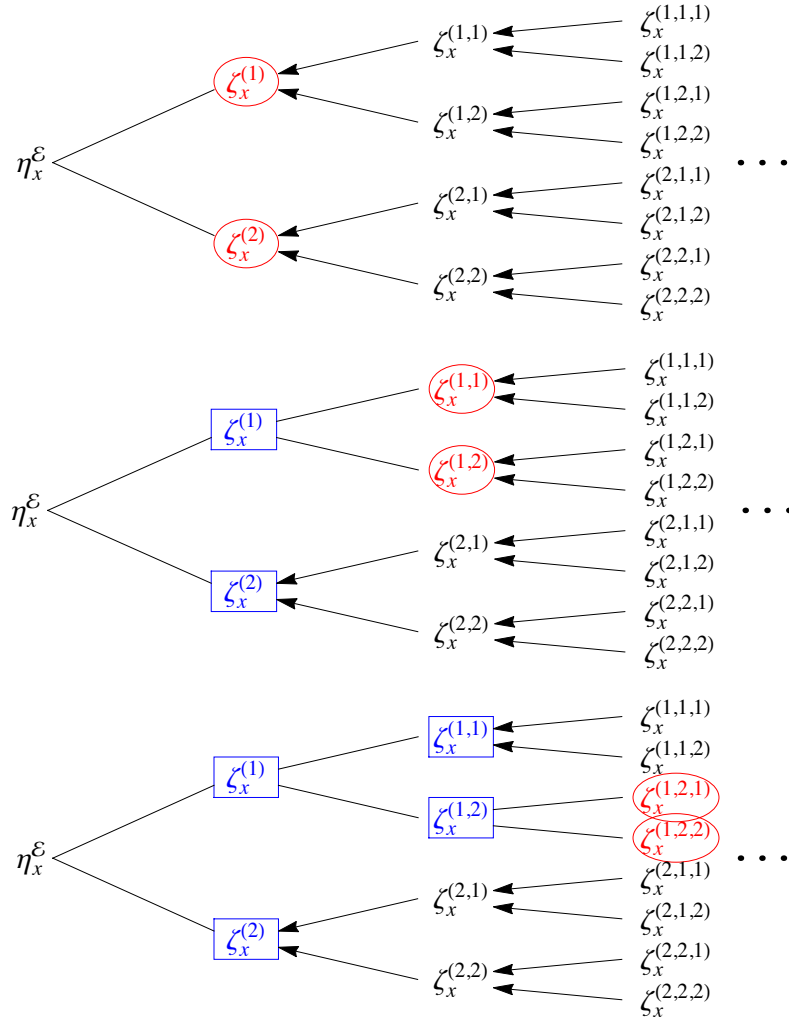 ζ_x^(1,1,1)
ζ_x^(1,1)
ζ_x^(1,1,2)
ζ_x^(1)
ζ_x^(1,2,1)
ζ_x^(1,2)
ζ_x^(1,2,2)
η_x^ℰ
. . .
ζ_x^(2,1,1)
ζ_x^(2,1)
ζ_x^(2,1,2)
ζ_x^(2)
ζ_x^(2,2,1)
ζ_x^(2,2)
ζ_x^(2,2,2)
ζ_x^(1,1,1)
ζ_x^(1,1)
ζ_x^(1,1,2)
ζ_x^(1)
ζ_x^(1,2,1)
ζ_x^(1,2)
ζ_x^(1,2,2)
η_x^ℰ
. . .
ζ_x^(2,1,1)
ζ_x^(2,1)
ζ_x^(2,1,2)
ζ_x^(2)
ζ_x^(2,2,1)
ζ_x^(2,2)
ζ_x^(2,2,2)
ζ_x^(1,1,1)
ζ_x^(1,1)
ζ_x^(1,1,2)
ζ_x^(1)
ζ_x^(1,2,1)
ζ_x^(1,2)
ζ_x^(1,2,2)
η_x^ℰ
. . .
ζ_x^(2,1,1)
ζ_x^(2,1)
ζ_x^(2,1,2)
ζ_x^(2)
ζ_x^(2,2,1)
ζ_x^(2,2)
ζ_x^(2,2,2)